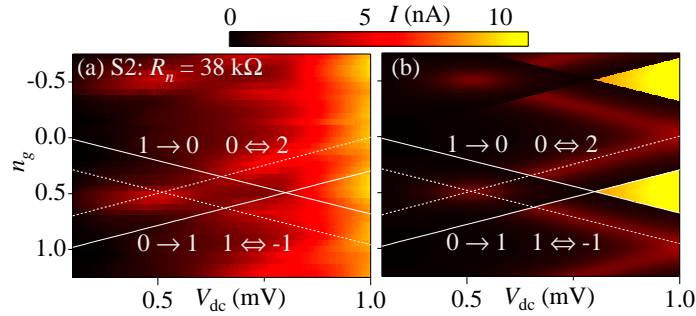 I (nA)
0 5 10
(a) S2: Rₙ = 38 kΩ (b)
-0.5
0.0
0.5
1.0
n_g
1 → 0 0 ⇔ 2 1 → 0 0 ⇔ 2
0 → 1 1 ⇔ -1 0 → 1 1 ⇔ -1
0.5 V_dc (mV) 1.0 0.5 V_dc (mV) 1.0